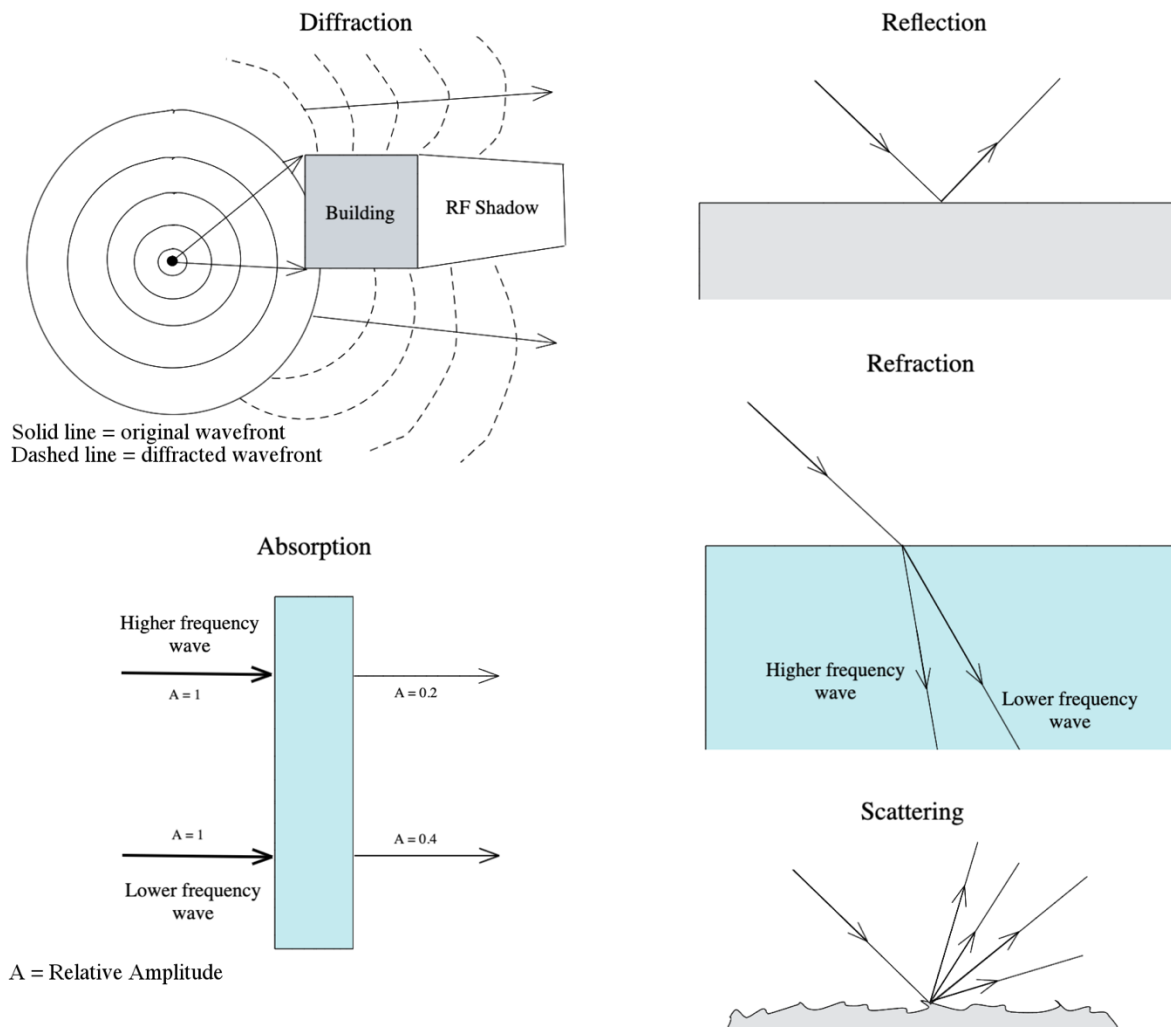 Diffraction
Building
RF Shadow
Solid line = original wavefront
Dashed line = diffracted wavefront
Reflection
Refraction
Higher frequency
wave
Lower frequency
wave
Absorption
Higher frequency
wave
A = 1
A = 0.2
A = 1
A = 0.4
Lower frequency
wave
A = Relative Amplitude
Scattering